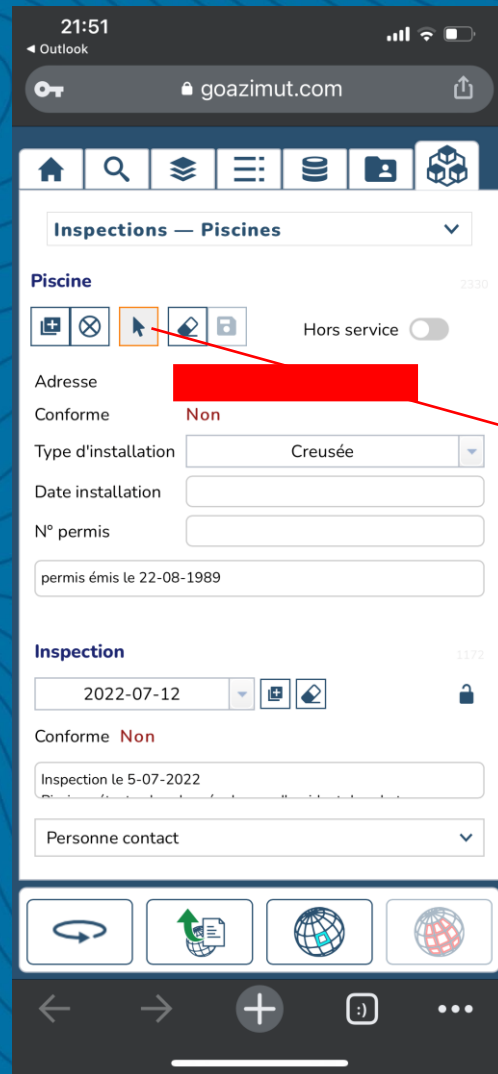 21:51
◄ Outlook
goazimut.com
Inspections — Piscines
Piscine
2330
Hors service
Adresse
Conforme Non
Type d'installation Creusée
Date installation
N° permis
permis émis le 22-08-1989
Inspection
1172
2022-07-12
Conforme Non
Inspection le 5-07-2022
Personne contact
:)